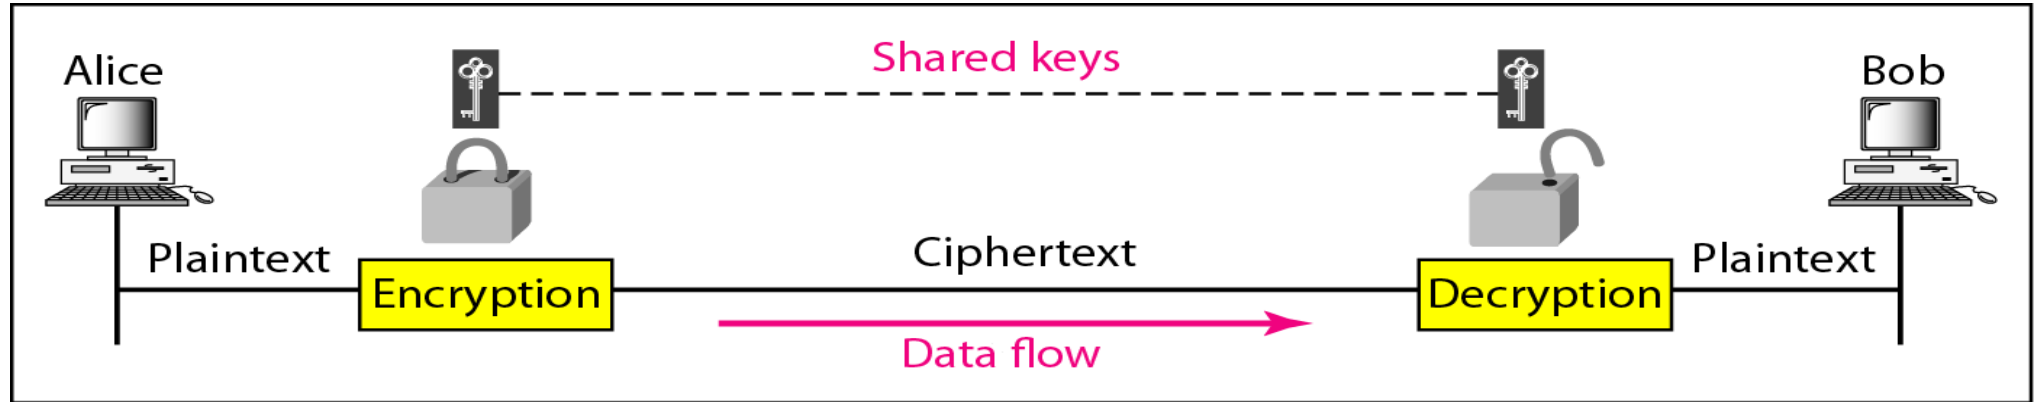 Shared keys
Alice
Bob
Plaintext
Ciphertext
Plaintext
Encryption
Decryption
Data flow